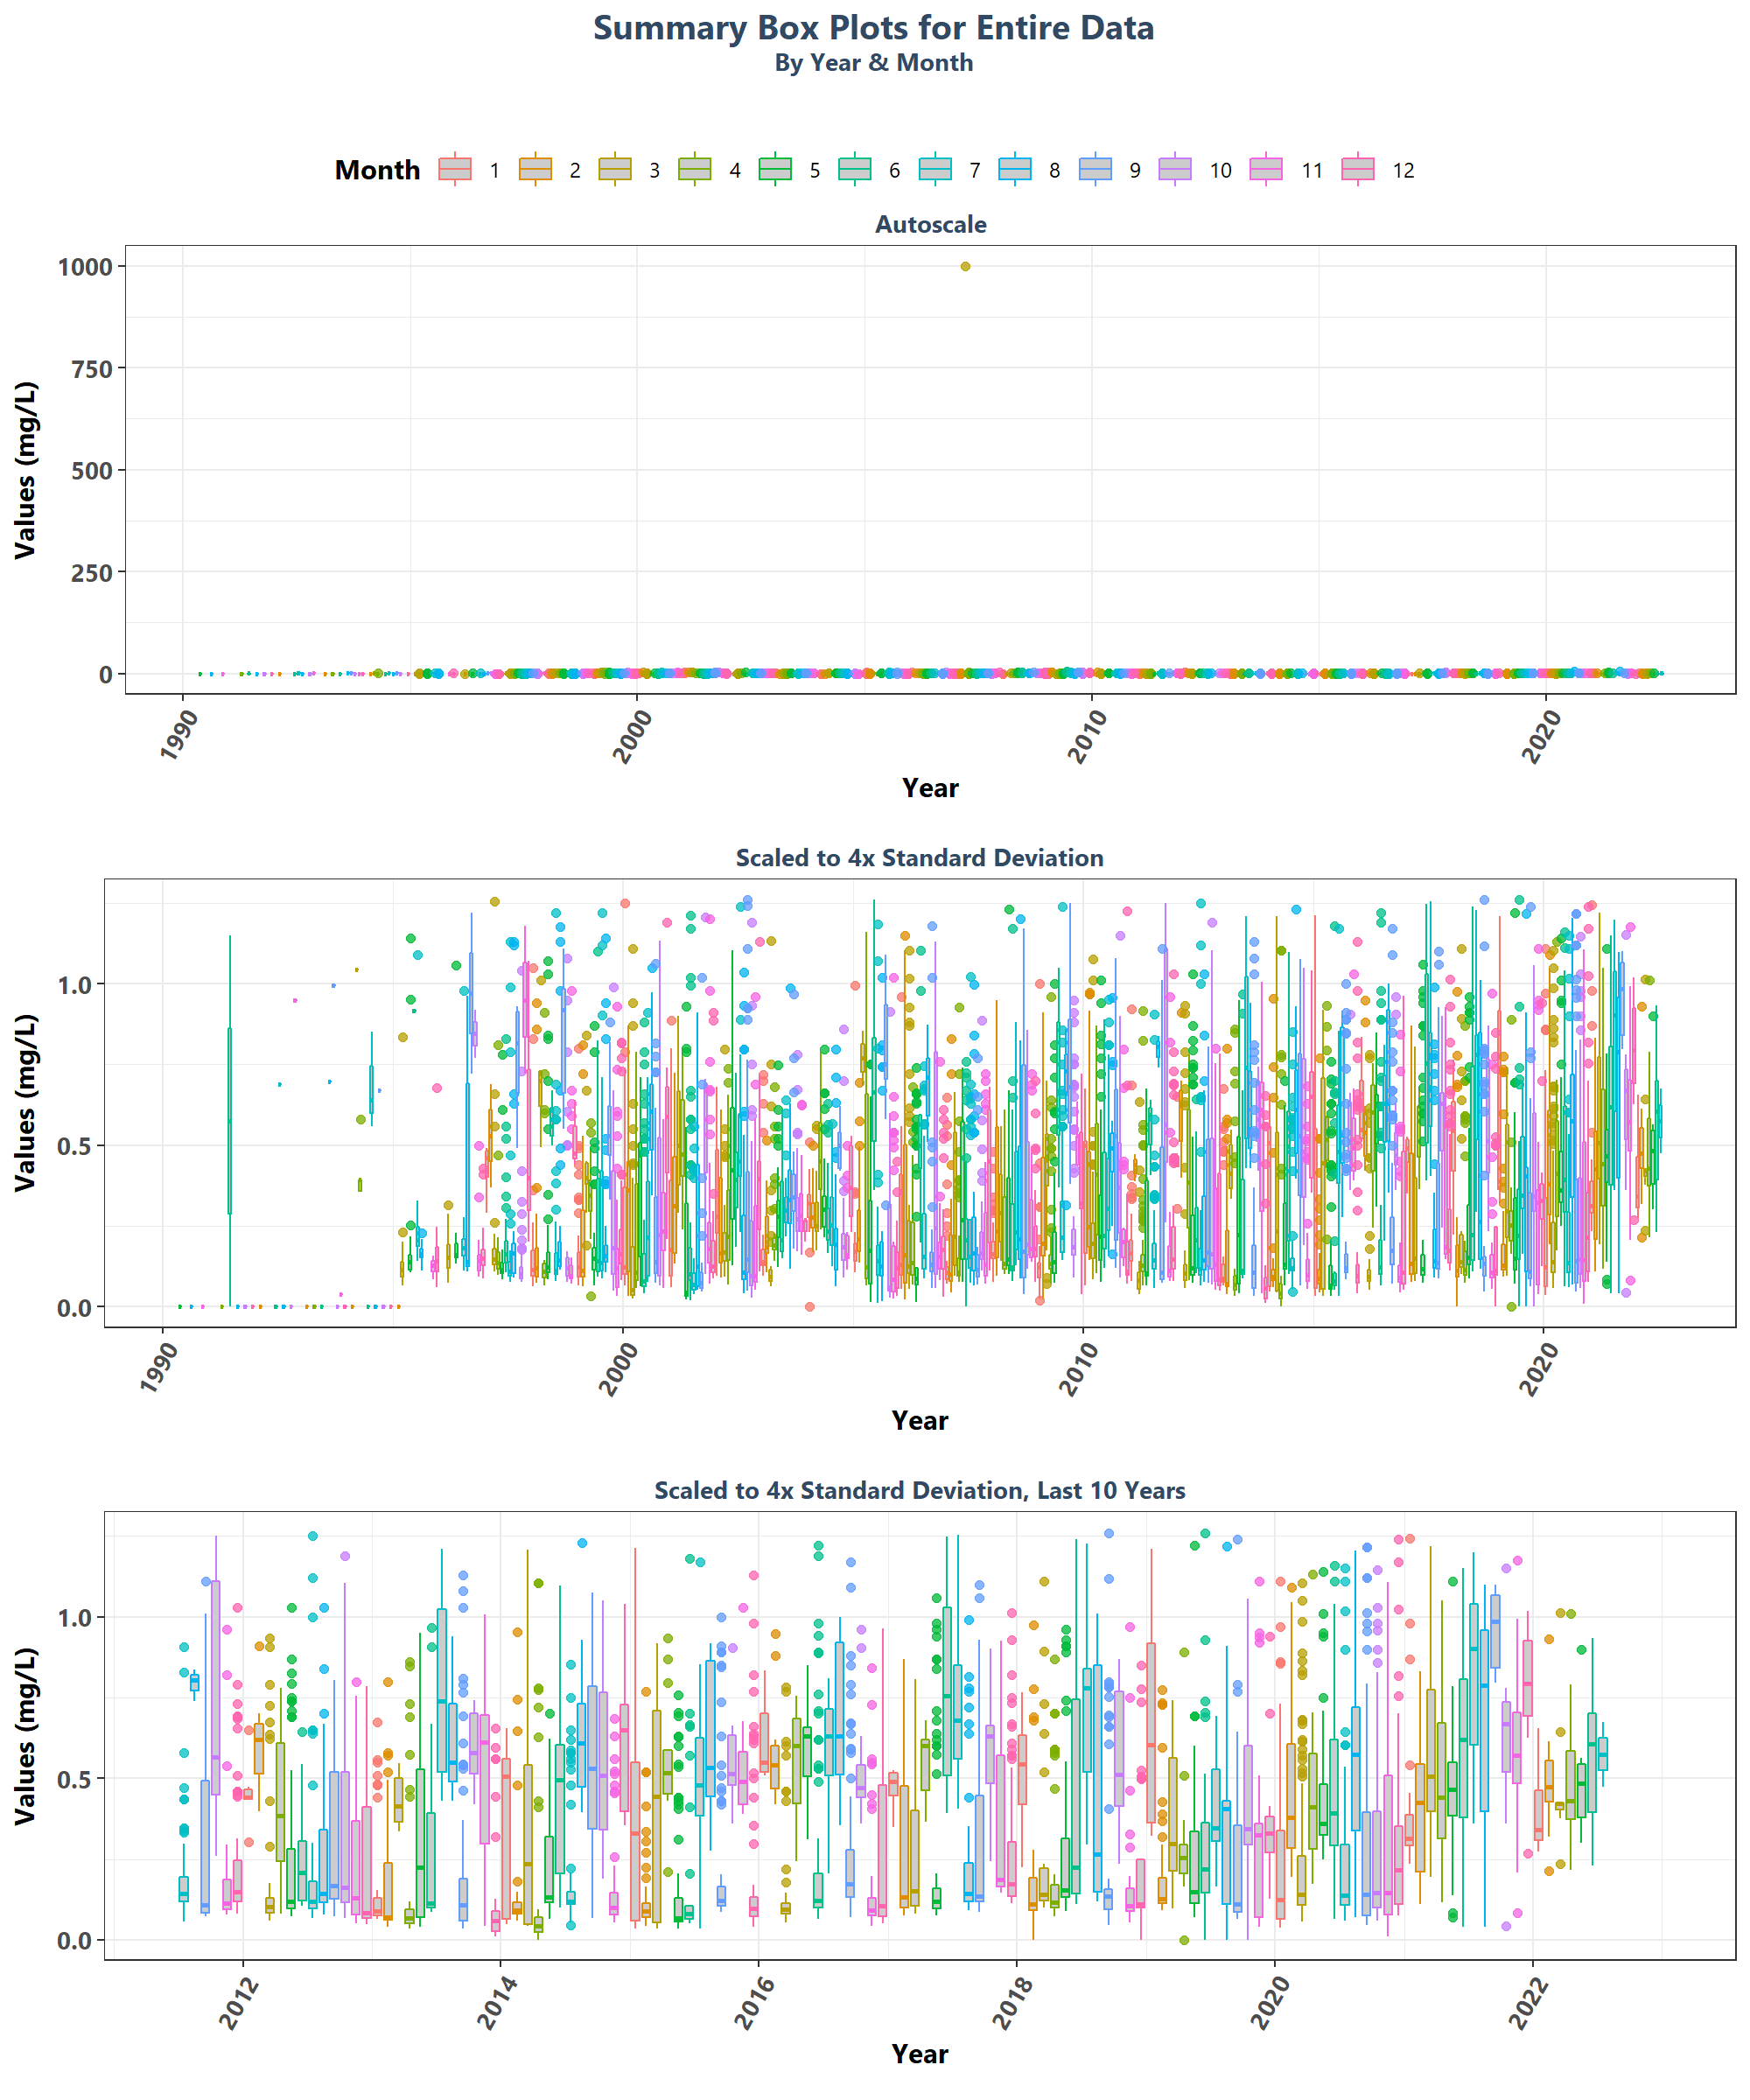 Summary Box Plots for Entire Data
By Year & Month
Month 1 2 3 4 5 6 7 8 9 10 11 12
Autoscale
Values (mg/L)
1000
750
500
250
0
1990 2000 2010 2020
Year
Scaled to 4x Standard Deviation
Values (mg/L)
1.0
0.5
0.0
1990 2000 2010 2020
Year
Scaled to 4x Standard Deviation, Last 10 Years
Values (mg/L)
1.0
0.5
0.0
2012 2014 2016 2018 2020 2022
Year